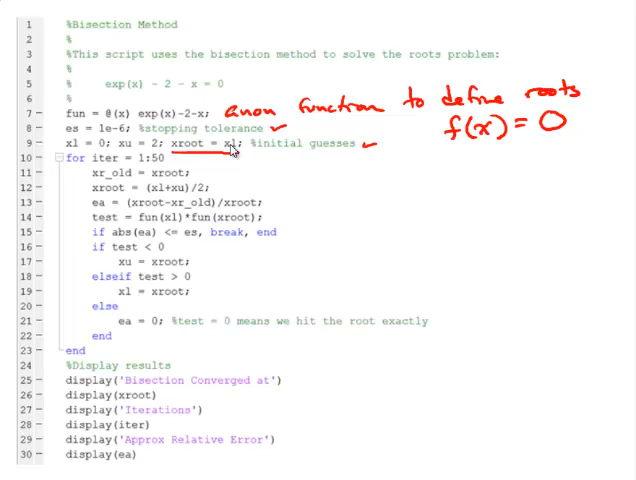 1 %Bisection Method
2 %
3 %This script uses the bisection method to solve the roots problem:
4 %
5 % exp(x) - 2 - x = 0
6 %
7 fun = @(x) exp(x)-2-x; anon function to define roots
8 es = 1e-6; %stopping tolerance f(x) = 0
9 xl = 0; xu = 2; xroot = xl; %initial guesses
10 for iter = 1:50
11 xr_old = xroot;
12 xroot = (xl+xu)/2;
13 ea = (xroot-xr_old)/xroot;
14 test = fun(xl)*fun(xroot);
15 if abs(ea) <= es, break, end
16 if test < 0
17 xu = xroot;
18 elseif test > 0
19 xl = xroot;
20 else
21 ea = 0; %test = 0 means we hit the root exactly
22 end
23 end
24 %Display results
25 display('Bisection Converged at')
26 display(xroot)
27 display('Iterations')
28 display(iter)
29 display('Approx Relative Error')
30 display(ea)